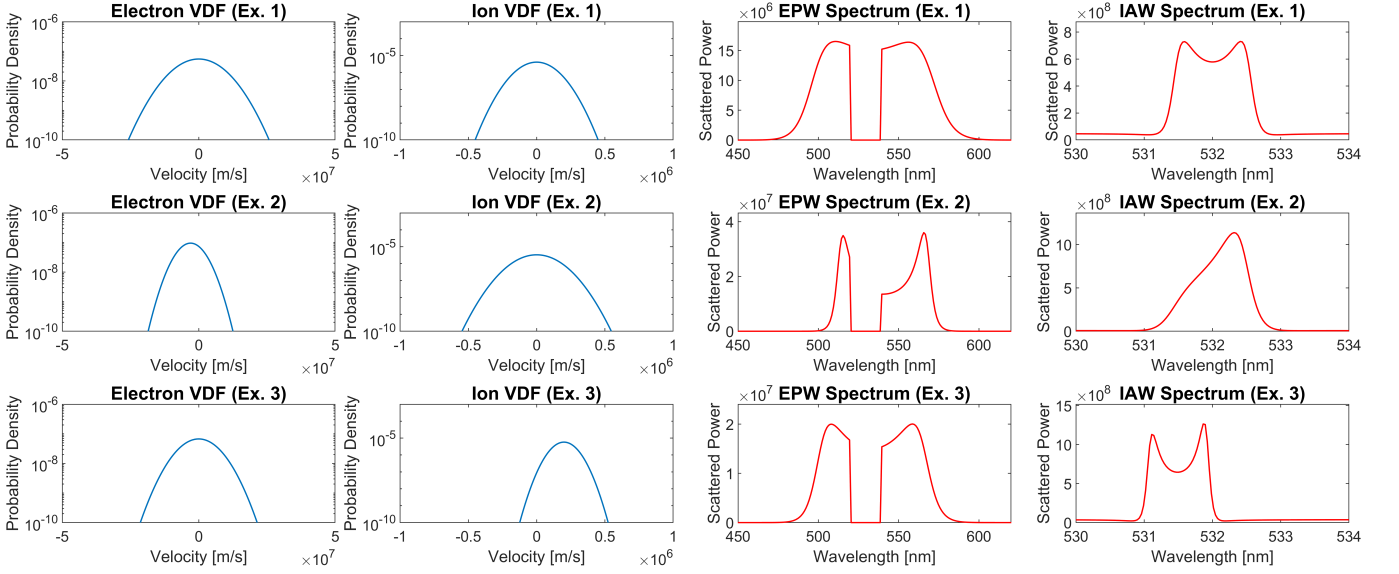 Electron VDF (Ex. 1)
Probability Density
10^-6
10^-8
10^-10
-5
0
5
Velocity [m/s]
×10^7
Ion VDF (Ex. 1)
Probability Density
10^-5
10^-10
-1
-0.5
0
0.5
1
Velocity [m/s]
×10^6
EPW Spectrum (Ex. 1)
×10^6
Scattered Power
15
10
5
0
450
500
550
600
Wavelength [nm]
IAW Spectrum (Ex. 1)
×10^8
Scattered Power
8
6
4
2
0
530
531
532
533
534
Wavelength [nm]
Electron VDF (Ex. 2)
Probability Density
10^-6
10^-8
10^-10
-5
0
5
Velocity [m/s]
×10^7
Ion VDF (Ex. 2)
Probability Density
10^-5
10^-10
-1
-0.5
0
0.5
1
Velocity [m/s]
×10^6
EPW Spectrum (Ex. 2)
×10^7
Scattered Power
4
2
0
450
500
550
600
Wavelength [nm]
IAW Spectrum (Ex. 2)
×10^8
Scattered Power
10
5
0
530
531
532
533
534
Wavelength [nm]
Electron VDF (Ex. 3)
Probability Density
10^-6
10^-8
10^-10
-5
0
5
Velocity [m/s]
×10^7
Ion VDF (Ex. 3)
Probability Density
10^-5
10^-10
-1
-0.5
0
0.5
1
Velocity [m/s]
×10^6
EPW Spectrum (Ex. 3)
×10^7
Scattered Power
2
1
0
450
500
550
600
Wavelength [nm]
IAW Spectrum (Ex. 3)
×10^8
Scattered Power
15
10
5
0
530
531
532
533
534
Wavelength [nm]